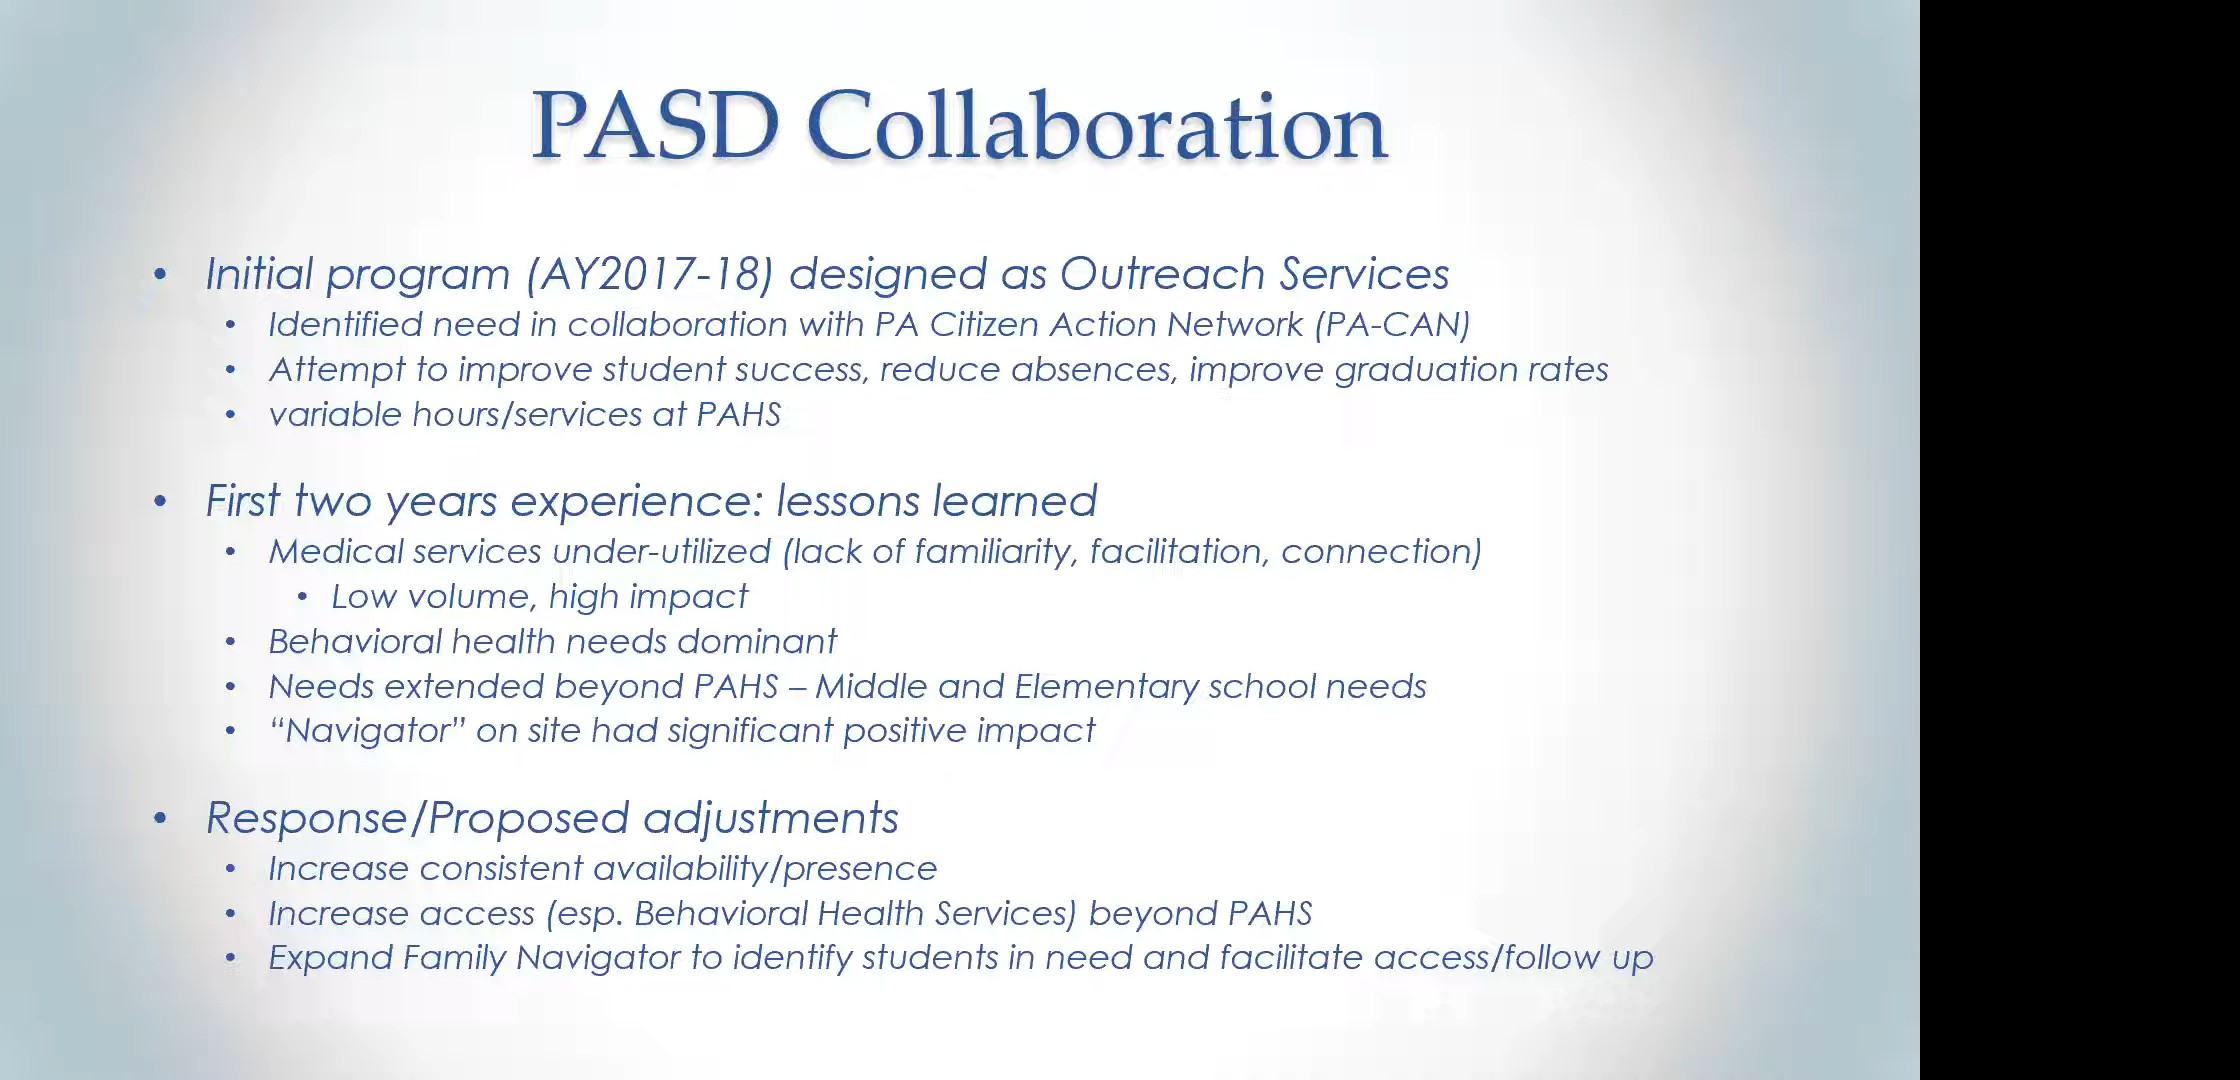 PASD Collaboration
• Initial program (AY2017-18) designed as Outreach Services
• Identified need in collaboration with PA Citizen Action Network (PA-CAN)
• Attempt to improve student success, reduce absences, improve graduation rates
• variable hours/services at PAHS
• First two years experience: lessons learned
• Medical services under-utilized (lack of familiarity, facilitation, connection)
• Low volume, high impact
• Behavioral health needs dominant
• Needs extended beyond PAHS – Middle and Elementary school needs
• “Navigator” on site had significant positive impact
• Response/Proposed adjustments
• Increase consistent availability/presence
• Increase access (esp. Behavioral Health Services) beyond PAHS
• Expand Family Navigator to identify students in need and facilitate access/follow up